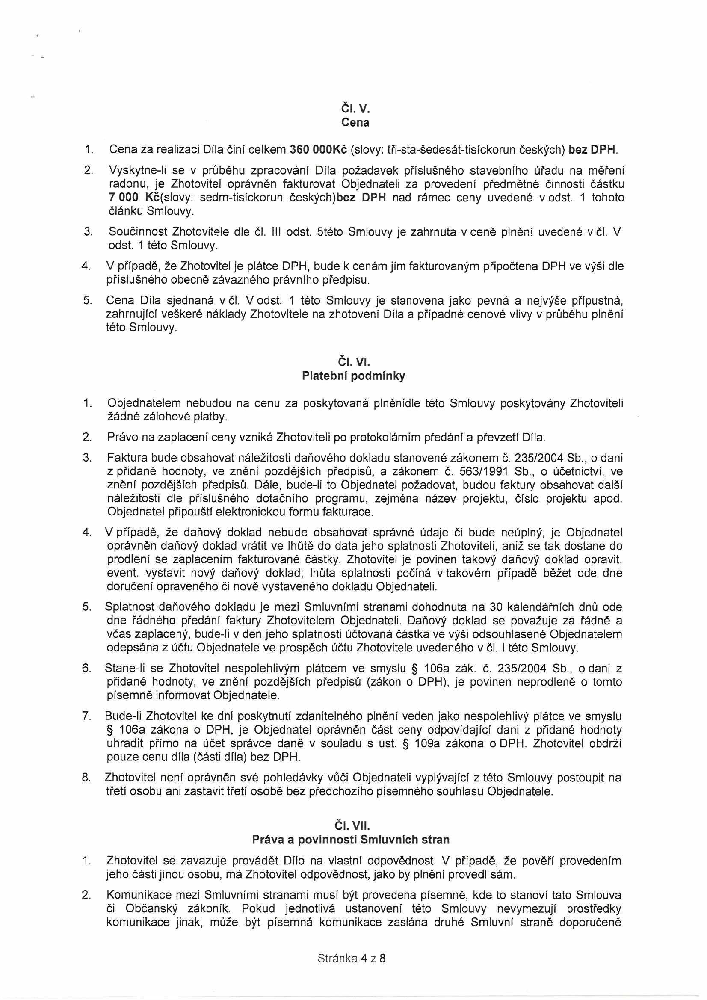 Čl. V.
Cena
1. Cena za realizaci Díla činí celkem 360 000Kč (slovy: tři-sta-šedesát-tisíckorun českých) bez DPH.
2. Vyskytne-li se v průběhu zpracování Díla požadavek příslušného stavebního úřadu na měření
radonu, je Zhotovitel oprávněn fakturovat Objednateli za provedení předmětné činnosti částku
7 000 Kč(slovy: sedm-tisíckorun českých)bez DPH nad rámec ceny uvedené v odst. 1 tohoto
článku Smlouvy.
3. Součinnost Zhotovitele dle čl. III odst. 5této Smlouvy je zahrnuta v ceně plnění uvedené v čl. V
odst. 1 této Smlouvy.
4. V případě, že Zhotovitel je plátce DPH, bude k cenám jím fakturovaným připočtena DPH ve výši dle
příslušného obecně závazného právního předpisu.
5. Cena Díla sjednaná v čl. V odst. 1 této Smlouvy je stanovena jako pevná a nejvýše přípustná,
zahrnující veškeré náklady Zhotovitele na zhotovení Díla a případné cenové vlivy v průběhu plnění
této Smlouvy.
Čl. VI.
Platební podmínky
1. Objednatelem nebudou na cenu za poskytovaná plněnídle této Smlouvy poskytovány Zhotoviteli
žádné zálohové platby.
2. Právo na zaplacení ceny vzniká Zhotoviteli po protokolárním předání a převzetí Díla.
3. Faktura bude obsahovat náležitosti daňového dokladu stanovené zákonem č. 235/2004 Sb., o dani
z přidané hodnoty, ve znění pozdějších předpisů, a zákonem č. 563/1991 Sb., o účetnictví, ve
znění pozdějších předpisů. Dále, bude-li to Objednatel požadovat, budou faktury obsahovat další
náležitosti dle příslušného dotačního programu, zejména název projektu, číslo projektu apod.
Objednatel připouští elektronickou formu fakturace.
4. V případě, že daňový doklad nebude obsahovat správné údaje či bude neúplný, je Objednatel
oprávněn daňový doklad vrátit ve lhůtě do data jeho splatnosti Zhotoviteli, aniž se tak dostane do
prodlení se zaplacením fakturované částky. Zhotovitel je povinen takový daňový doklad opravit,
event. vystavit nový daňový doklad; lhůta splatnosti počíná v takovém případě běžet ode dne
doručení opraveného či nově vystaveného dokladu Objednateli.
5. Splatnost daňového dokladu je mezi Smluvními stranami dohodnuta na 30 kalendářních dnů ode
dne řádného předání faktury Zhotovitelem Objednateli. Daňový doklad se považuje za řádně a
včas zaplacený, bude-li v den jeho splatnosti účtovaná částka ve výši odsouhlasené Objednatelem
odepsána z účtu Objednatele ve prospěch účtu Zhotovitele uvedeného v čl. I této Smlouvy.
6. Stane-li se Zhotovitel nespolehlivým plátcem ve smyslu § 106a zák. č. 235/2004 Sb., o dani z
přidané hodnoty, ve znění pozdějších předpisů (zákon o DPH), je povinen neprodleně o tomto
písemně informovat Objednatele.
7. Bude-li Zhotovitel ke dni poskytnutí zdanitelného plnění veden jako nespolehlivý plátce ve smyslu
§ 106a zákona o DPH, je Objednatel oprávněn část ceny odpovídající dani z přidané hodnoty
uhradit přímo na účet správce daně v souladu s ust. § 109a zákona o DPH. Zhotovitel obdrží
pouze cenu díla (části díla) bez DPH.
8. Zhotovitel není oprávněn své pohledávky vůči Objednateli vyplývající z této Smlouvy postoupit na
třetí osobu ani zastavit třetí osobě bez předchozího písemného souhlasu Objednatele.
Čl. VII.
Práva a povinnosti Smluvních stran
1. Zhotovitel se zavazuje provádět Dílo na vlastní odpovědnost. V případě, že pověří provedením
jeho části jinou osobu, má Zhotovitel odpovědnost, jako by plnění provedl sám.
2. Komunikace mezi Smluvními stranami musí být provedena písemně, kde to stanoví tato Smlouva
či Občanský zákoník. Pokud jednotlivá ustanovení této Smlouvy nevymezují prostředky
komunikace jinak, může být písemná komunikace zaslána druhé Smluvní straně doporučeně
Stránka 4 z 8